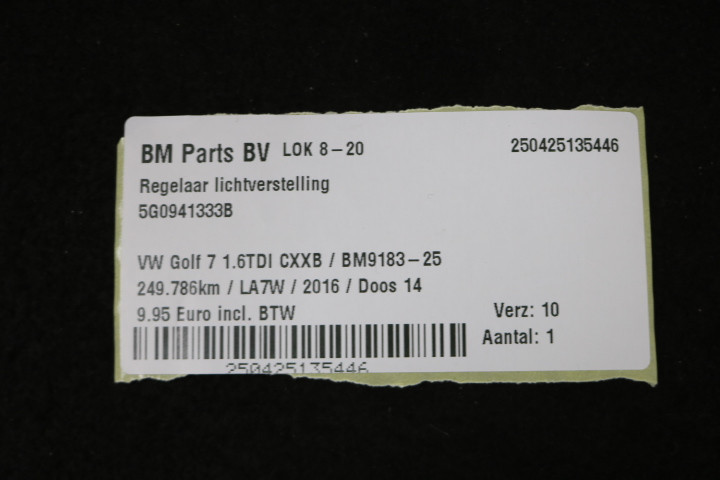 BM Parts BV LOK 8-20 250425135446
Regelaar lichtverstelling
5G0941333B
VW Golf 7 1.6TDI CXXB / BM9183-25
249.786km / LA7W / 2016 / Doos 14
9.95 Euro incl. BTW Verz: 10
Aantal: 1
250425135446